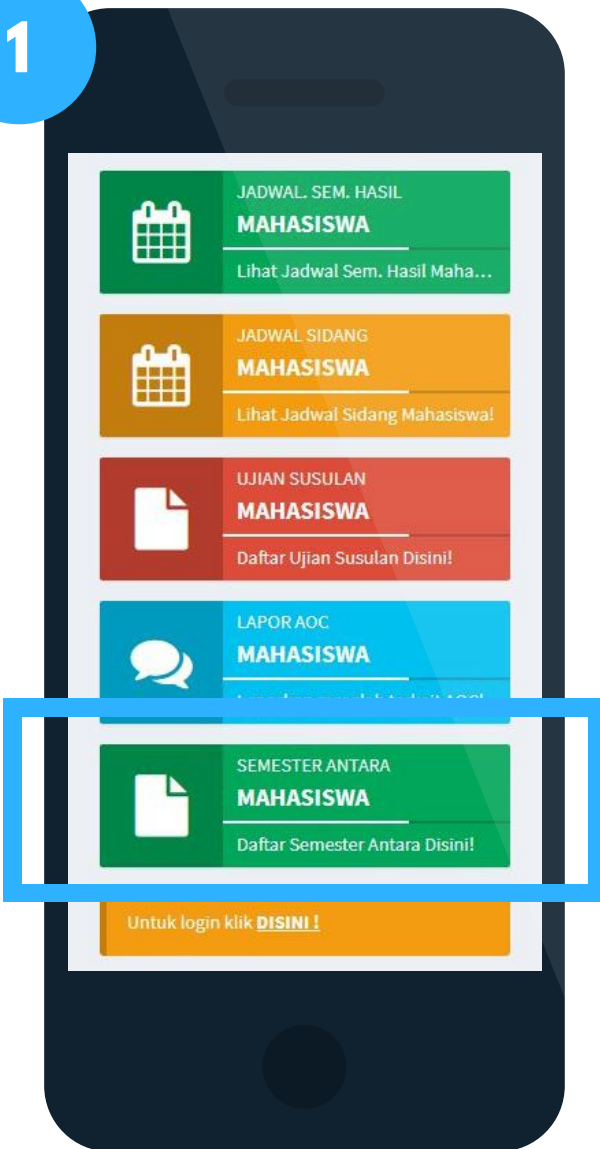 1
JADWAL. SEM. HASIL
MAHASISWA
Lihat Jadwal Sem. Hasil Maha...
JADWAL SIDANG
MAHASISWA
Lihat Jadwal Sidang Mahasiswa!
UJIAN SUSULAN
MAHASISWA
Daftar Ujian Susulan Disini!
LAPOR AOC
MAHASISWA
SEMESTER ANTARA
MAHASISWA
Daftar Semester Antara Disini!
Untuk login klik DISINI !